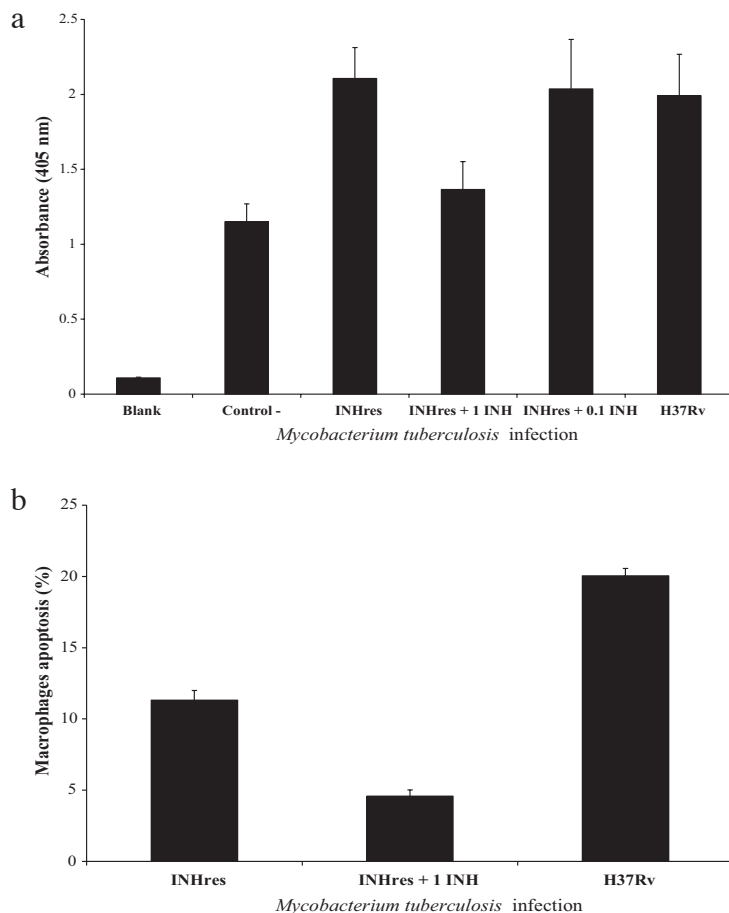 a
2.5
2
1.5
1
0.5
0
Absorbance (405 nm)
Blank Control - INHres INHres + 1 INH INHres + 0.1 INH H37Rv
Mycobacterium tuberculosis infection
b
25
20
15
10
5
0
Macrophages apoptosis (%)
INHres INHres + 1 INH H37Rv
Mycobacterium tuberculosis infection